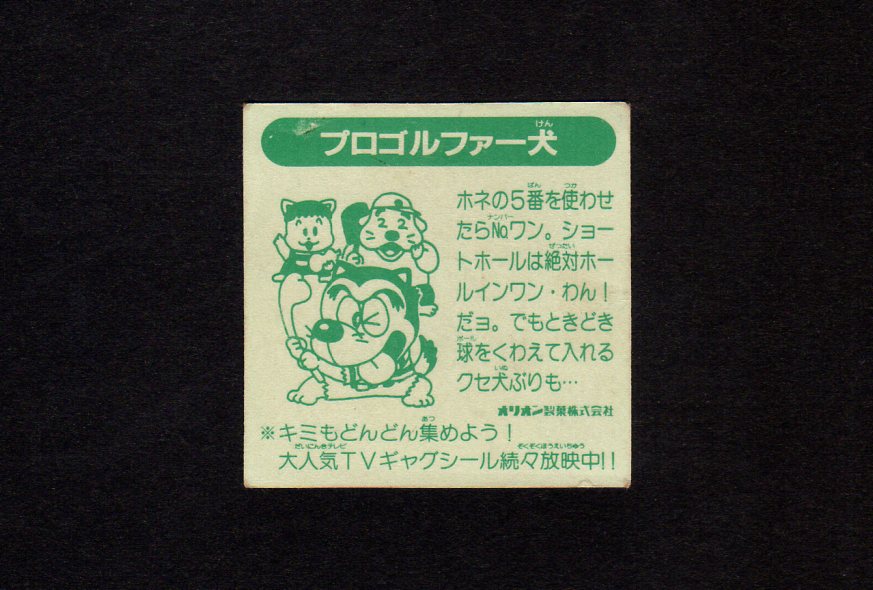 プロゴルファー犬
ホネの5番を使わせ
たら№ワン。ショー
トホールは絶対ホー
ルインワン・わん!
だョ。でもときどき
球をくわえて入れる
クセ犬ぶりも…
オリオン製菓株式会社
※キミもどんどん集めよう!
大人気TVギャグシール続々放映中!!